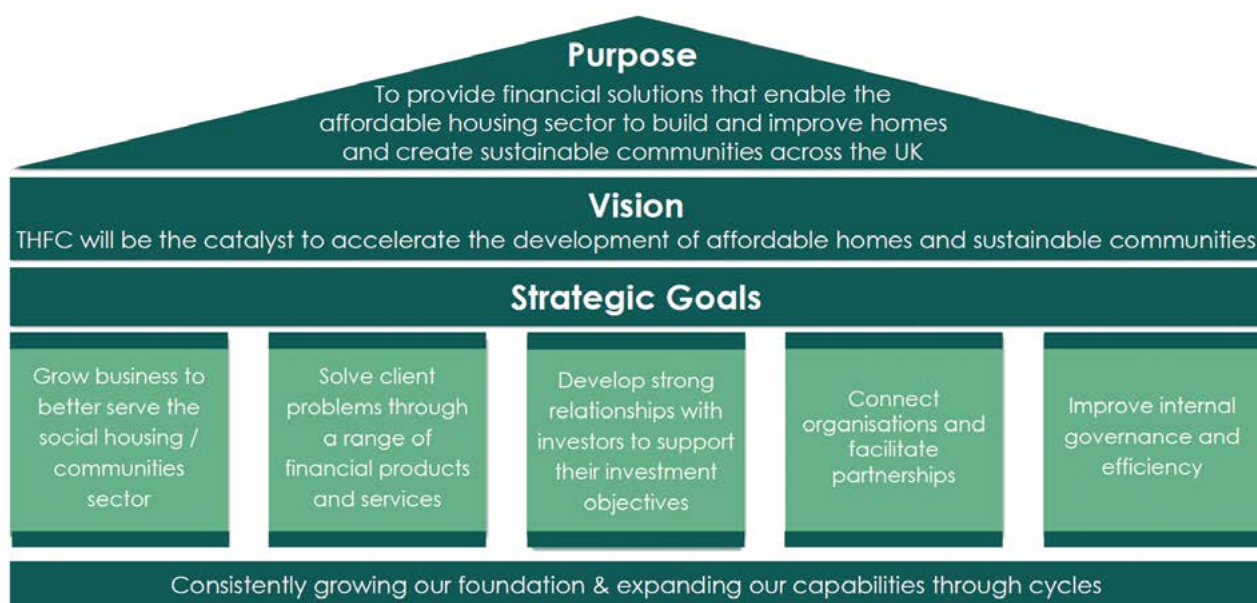 Purpose
To provide financial solutions that enable the
affordable housing sector to build and improve homes
and create sustainable communities across the UK
Vision
THFC will be the catalyst to accelerate the development of affordable homes and sustainable communities
Strategic Goals
Grow business to
better serve the
social housing /
communities
sector
Solve client
problems through
a range of
financial products
and services
Develop strong
relationships with
investors to support
their investment
objectives
Connect
organisations and
facilitate
partnerships
Improve internal
governance and
efficiency
Consistently growing our foundation & expanding our capabilities through cycles